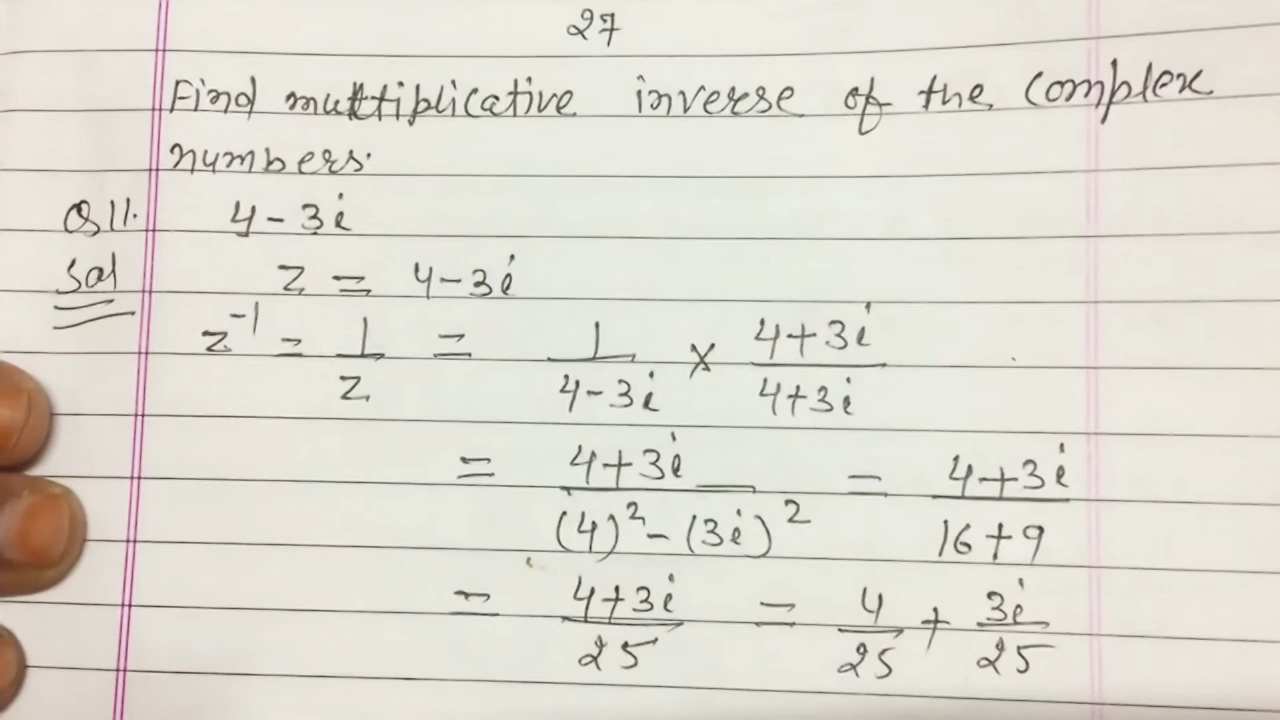 27
Find multiplicative inverse of the complex
numbers.
Q11. 4-3i
Sol z = 4-3i
z⁻¹ = 1/z = 1/(4-3i) × (4+3i)/(4+3i)
= (4+3i)/((4)²-(3i)²) = (4+3i)/(16+9)
= (4+3i)/25 = 4/25 + 3i/25